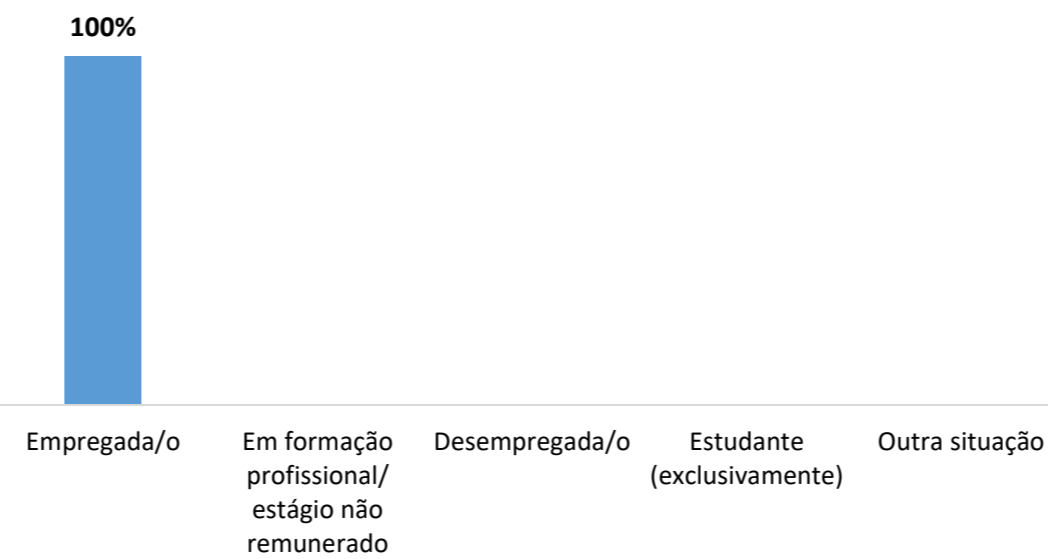 100%
Empregada/o
Em formação
profissional/
estágio não
remunerado
Desempregada/o
Estudante
(exclusivamente)
Outra situação